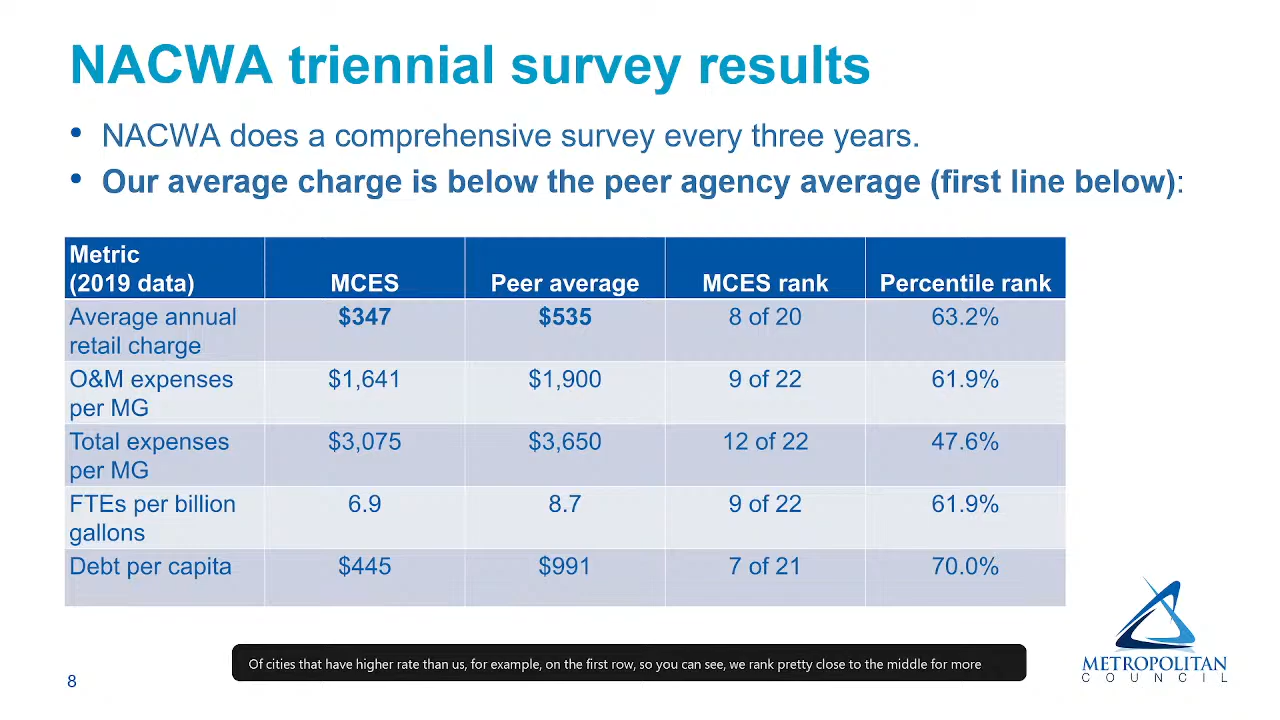 NACWA triennial survey results
• NACWA does a comprehensive survey every three years.
• Our average charge is below the peer agency average (first line below):
Metric
(2019 data) MCES Peer average MCES rank Percentile rank
Average annual
retail charge $347 $535 8 of 20 63.2%
O&M expenses
per MG $1,641 $1,900 9 of 22 61.9%
Total expenses
per MG $3,075 $3,650 12 of 22 47.6%
FTEs per billion
gallons 6.9 8.7 9 of 22 61.9%
Debt per capita $445 $991 7 of 21 70.0%
Of cities that have higher rate than us, for example, on the first row, so you can see, we rank pretty close to the middle for more
METROPOLITAN
COUNCIL
8